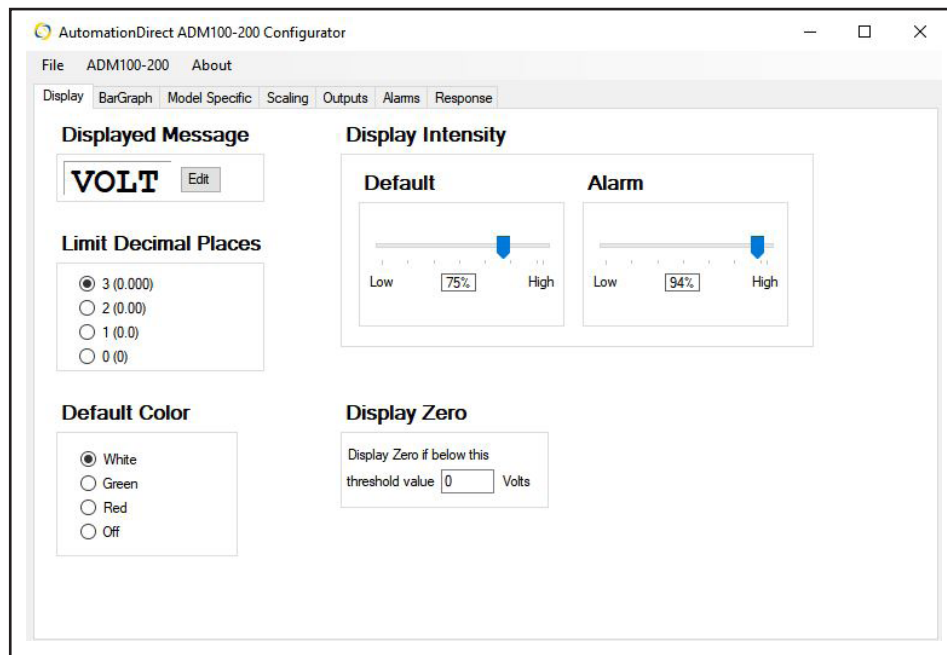 AutomationDirect ADM100-200 Configurator
File ADM100-200 About
Display BarGraph Model Specific Scaling Outputs Alarms Response
Displayed Message
VOLT Edit
Limit Decimal Places
3 (0.000)
2 (0.00)
1 (0.0)
0 (0)
Default Color
White
Green
Red
Off
Display Intensity
Default
Low 75% High
Alarm
Low 94% High
Display Zero
Display Zero if below this
threshold value 0 Volts